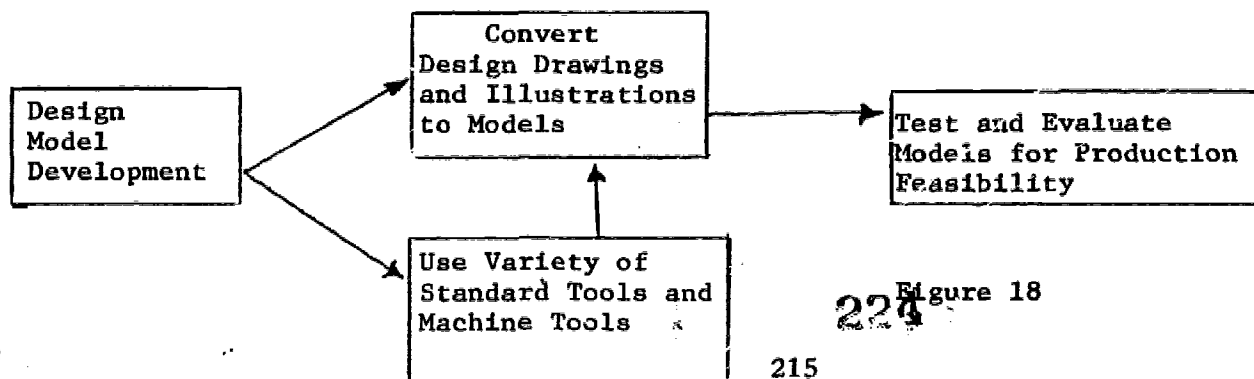 Convert
Design Drawings
and Illustrations
to Models
Design
Model
Development
Test and Evaluate
Models for Production
Feasibility
Use Variety of
Standard Tools and
Machine Tools
Figure 18
215